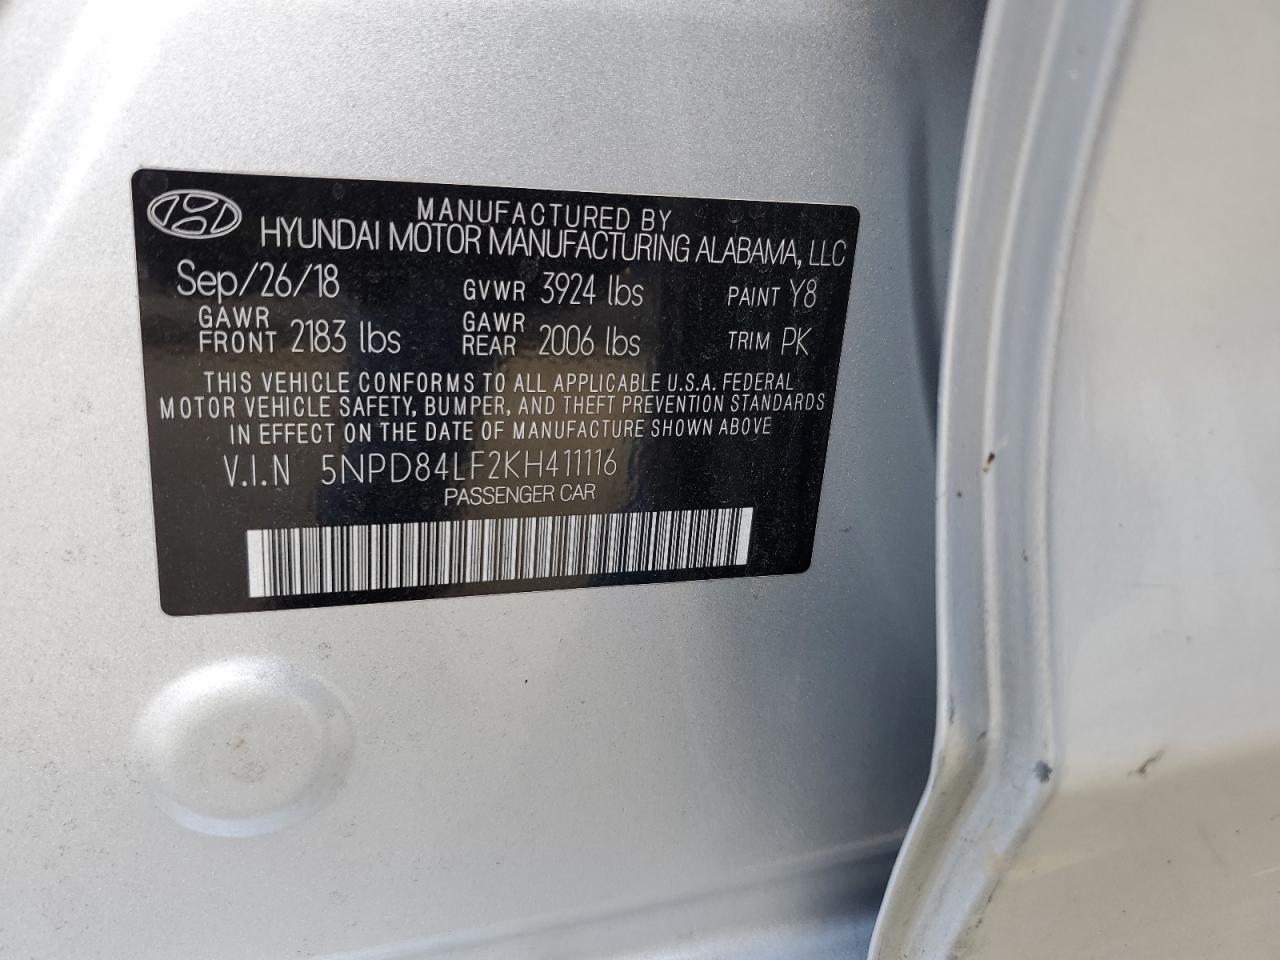 MANUFACTURED BY
HYUNDAI MOTOR MANUFACTURING ALABAMA, LLC
Sep/26/18 GVWR 3924 lbs PAINT Y8
GAWR FRONT 2183 lbs GAWR REAR 2006 lbs TRIM PK
THIS VEHICLE CONFORMS TO ALL APPLICABLE U.S.A. FEDERAL
MOTOR VEHICLE SAFETY, BUMPER, AND THEFT PREVENTION STANDARDS
IN EFFECT ON THE DATE OF MANUFACTURE SHOWN ABOVE
V.I.N 5NPD84LF2KH411116
PASSENGER CAR